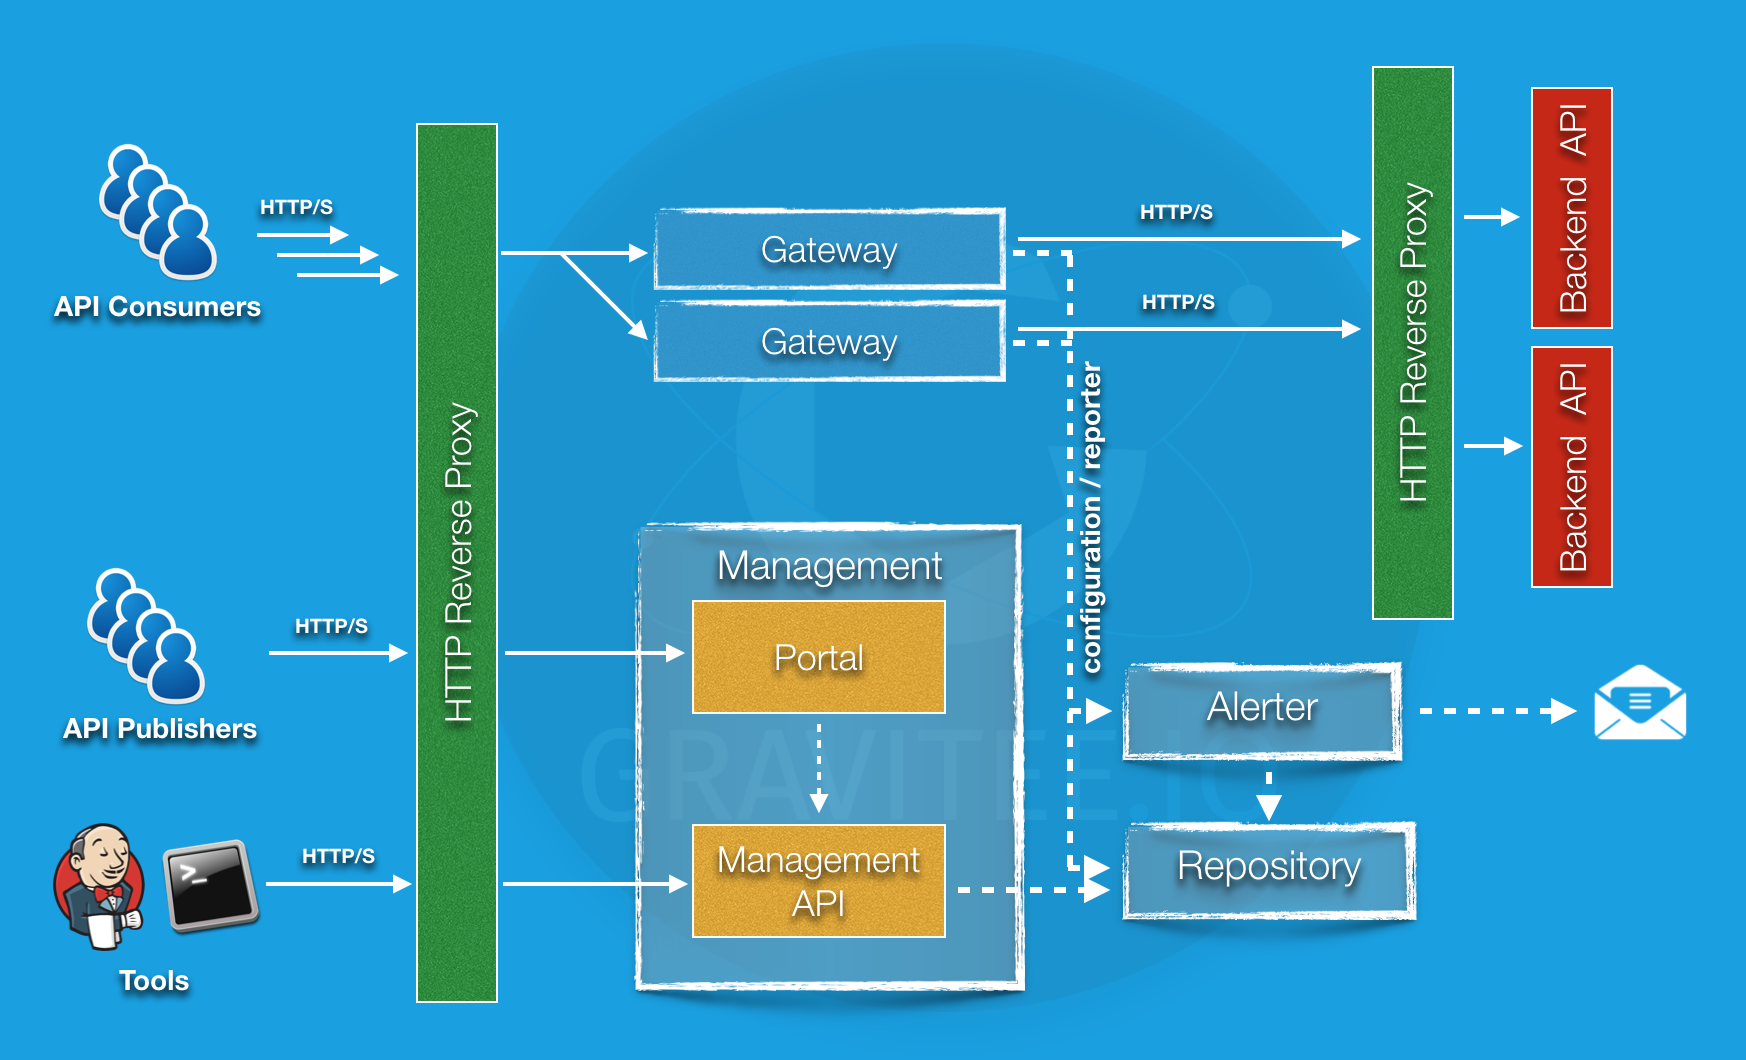 HTTP/S
API Consumers
HTTP/S
API Publishers
HTTP/S
>_
Tools
HTTP Reverse Proxy
Gateway
Gateway
HTTP/S
HTTP/S
configuration / reporter
Management
Portal
Management
API
GRAVITEE.IO
Alerter
Repository
HTTP Reverse Proxy
Backend API
Backend API